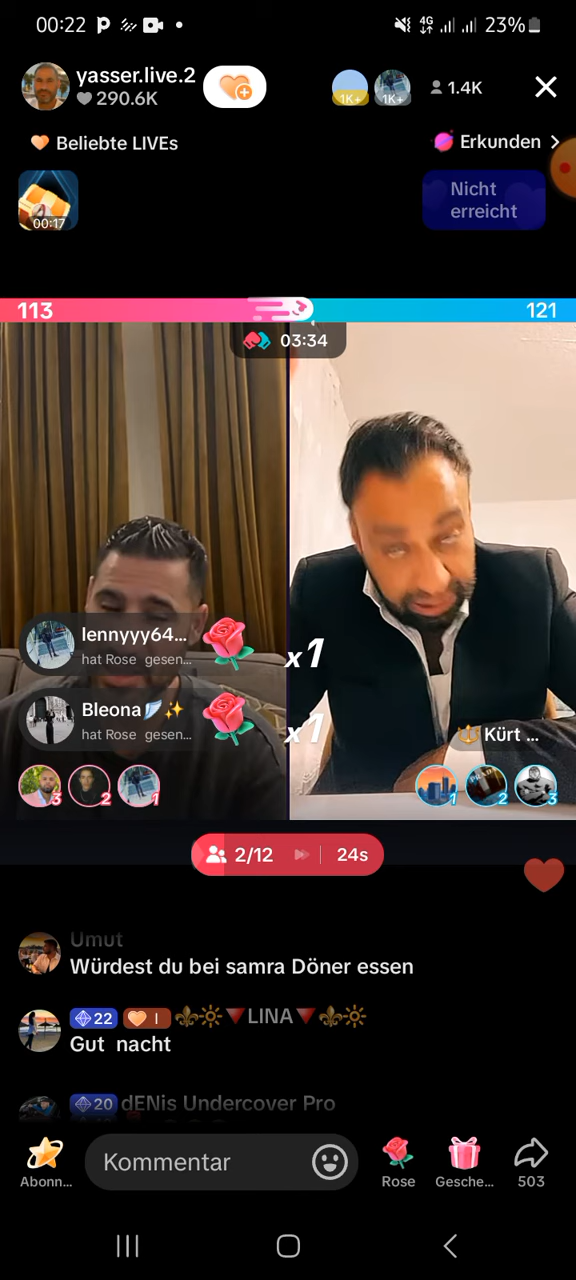 00:22
4G
23%
yasser.live.2
290.6K
1K+
1K+
1.4K
Beliebte LIVEs
Erkunden
00:17
Nicht
erreicht
113
121
03:34
lennyyy64...
hat Rose gesen...
x1
Bleona
hat Rose gesen...
x1
Kürt ...
3
2
1
1
2
3
2/12
24s
Umut
Würdest du bei samra Döner essen
22
I
LINA
Gut nacht
20
dENis Undercover Pro
Abonn...
Kommentar
Rose
Gesche...
503